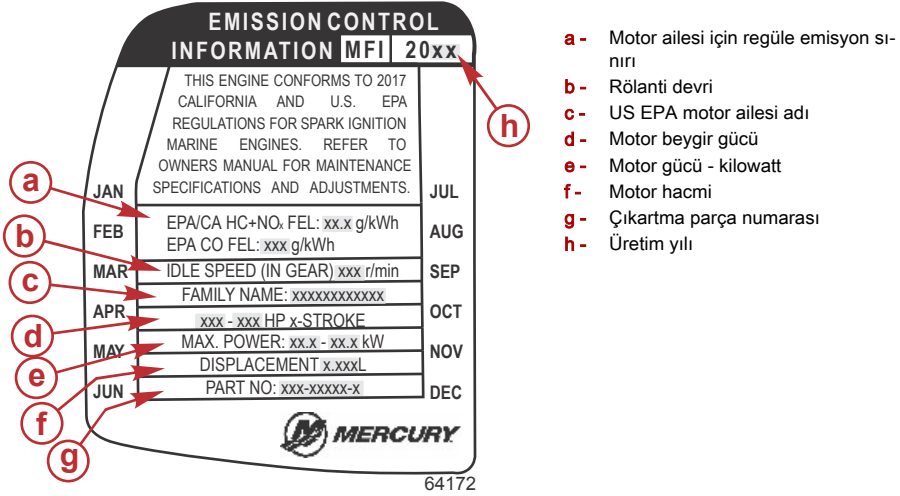 EMISSION CONTROL
INFORMATION MFI 20xx
THIS ENGINE CONFORMS TO 2017
CALIFORNIA AND U.S. EPA
REGULATIONS FOR SPARK IGNITION
MARINE ENGINES. REFER TO
OWNERS MANUAL FOR MAINTENANCE
SPECIFICATIONS AND ADJUSTMENTS.
JAN
FEB
MAR
APR
MAY
JUN
EPA/CA HC+NOx FEL: xx.x g/kWh
EPA CO FEL: xxx g/kWh
IDLE SPEED (IN GEAR) xxx r/min
FAMILY NAME: xxxxxxxxxxxx
xxx - xxx HP x-STROKE
MAX. POWER: xx.x - xx.x kW
DISPLACEMENT x.xxxL
PART NO: xxx-xxxxx-x
JUL
AUG
SEP
OCT
NOV
DEC
MERCURY
64172
a
b
c
d
e
f
g
h
a - Motor ailesi için regüle emisyon sı-
nırı
b - Rölanti devri
c - US EPA motor ailesi adı
d - Motor beygir gücü
e - Motor gücü - kilowatt
f - Motor hacmi
g - Çıkartma parça numarası
h - Üretim yılı